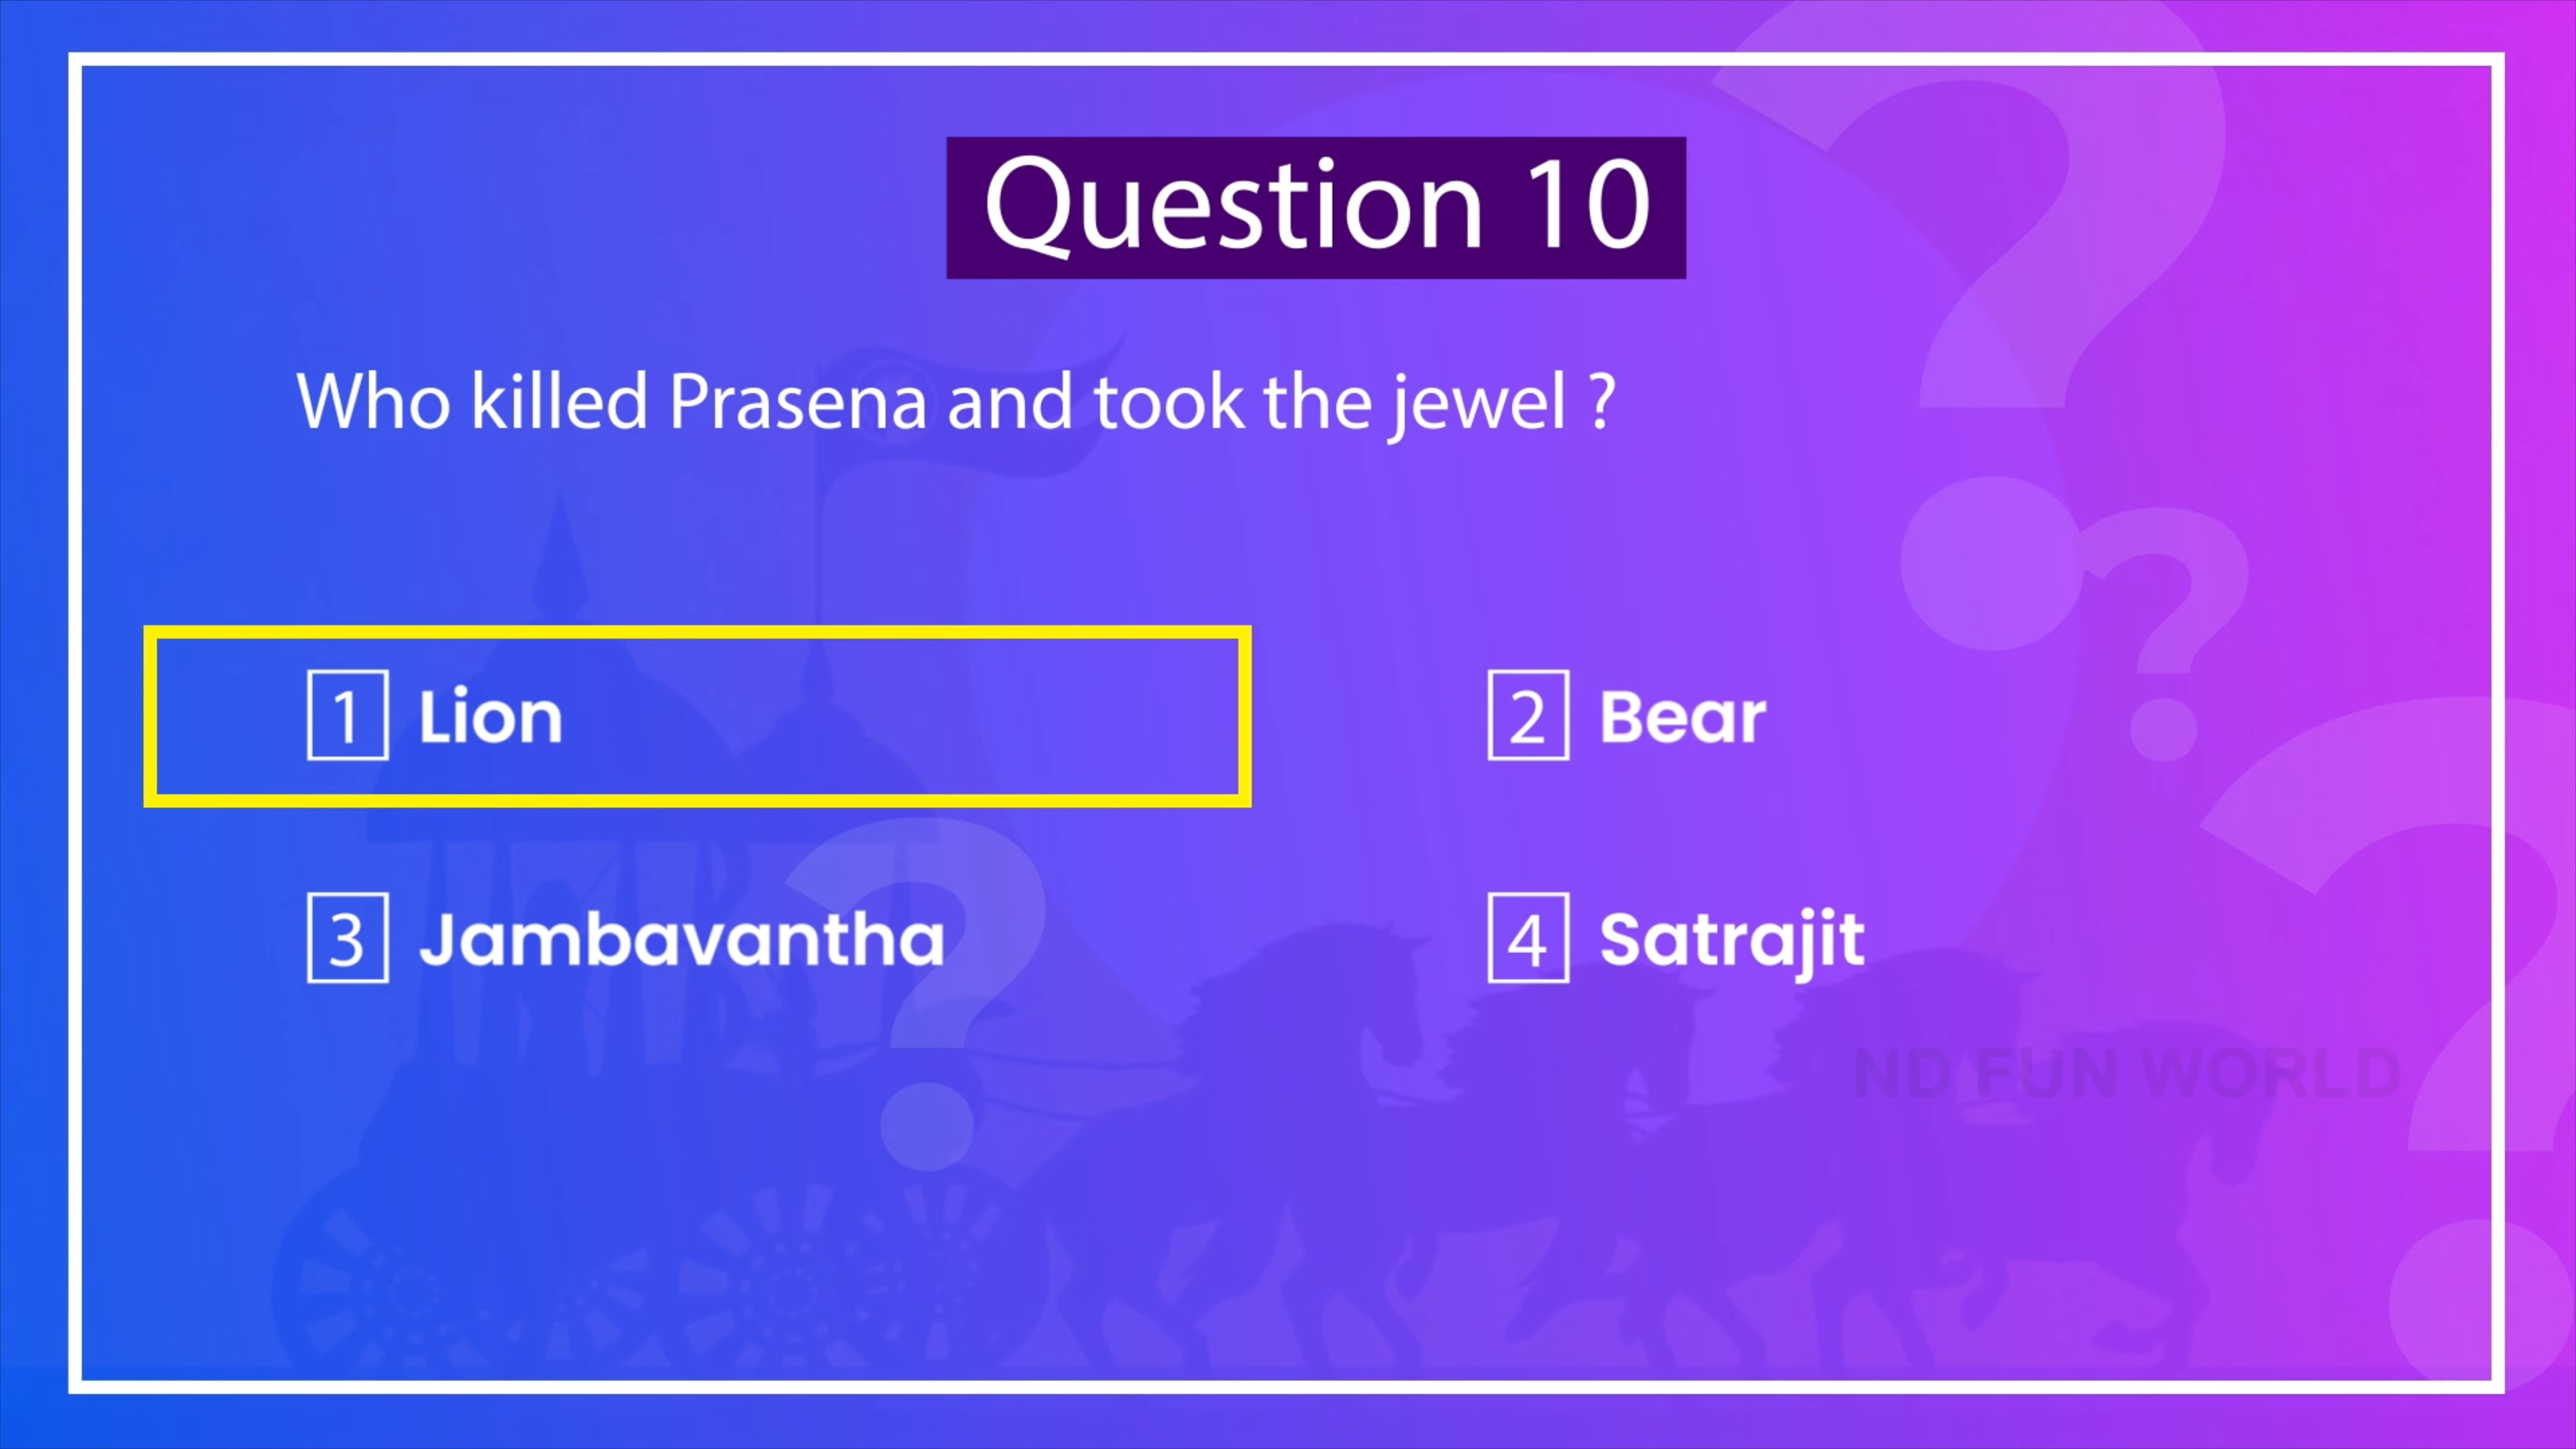 Question 10
Who killed Prasena and took the jewel ?
1 Lion
2 Bear
3 Jambavantha
4 Satrajit
ND FUN WORLD